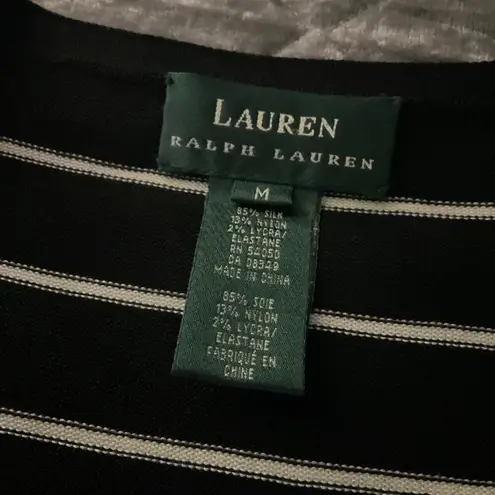 LAUREN
RALPH LAUREN
M
85% SILK
13% NYLON
2% LYCRA/
ELASTANE
RN 54050
CA 08349
MADE IN CHINA
85% SOIE
13% NYLON
2% LYCRA/
ELASTANE
FABRIQUÉ EN
CHINE